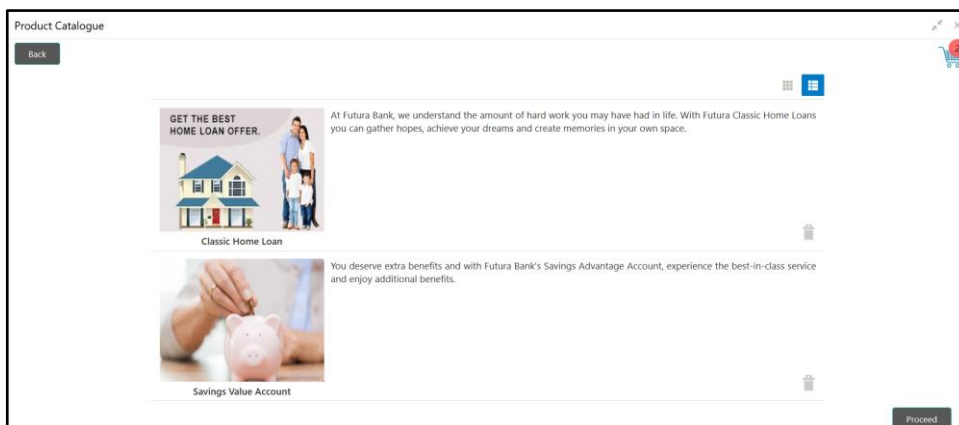 Product Catalogue
Back
2
GET THE BEST
HOME LOAN OFFER.
At Futura Bank, we understand the amount of hard work you may have had in life. With Futura Classic Home Loans
you can gather hopes, achieve your dreams and create memories in your own space.
Classic Home Loan
You deserve extra benefits and with Futura Bank's Savings Advantage Account, experience the best-in-class service
and enjoy additional benefits.
Savings Value Account
Proceed